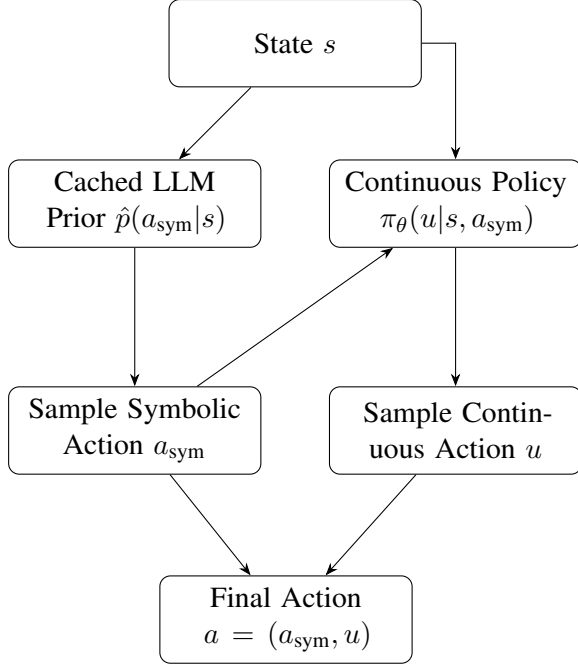 State s
Cached LLM
Prior p̂(a_sym|s)
Continuous Policy
π_θ(u|s, a_sym)
Sample Symbolic
Action a_sym
Sample Contin-
uous Action u
Final Action
a = (a_sym, u)